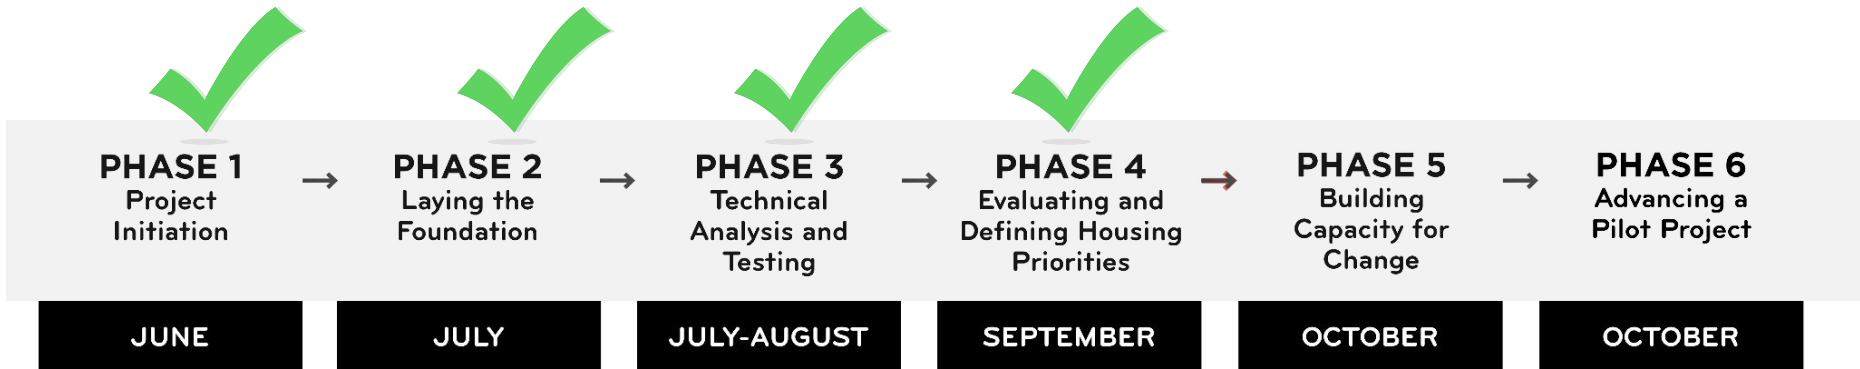 PHASE 1
Project
Initiation
JUNE
PHASE 2
Laying the
Foundation
JULY
PHASE 3
Technical
Analysis and
Testing
JULY-AUGUST
PHASE 4
Evaluating and
Defining Housing
Priorities
SEPTEMBER
PHASE 5
Building
Capacity for
Change
OCTOBER
PHASE 6
Advancing a
Pilot Project
OCTOBER